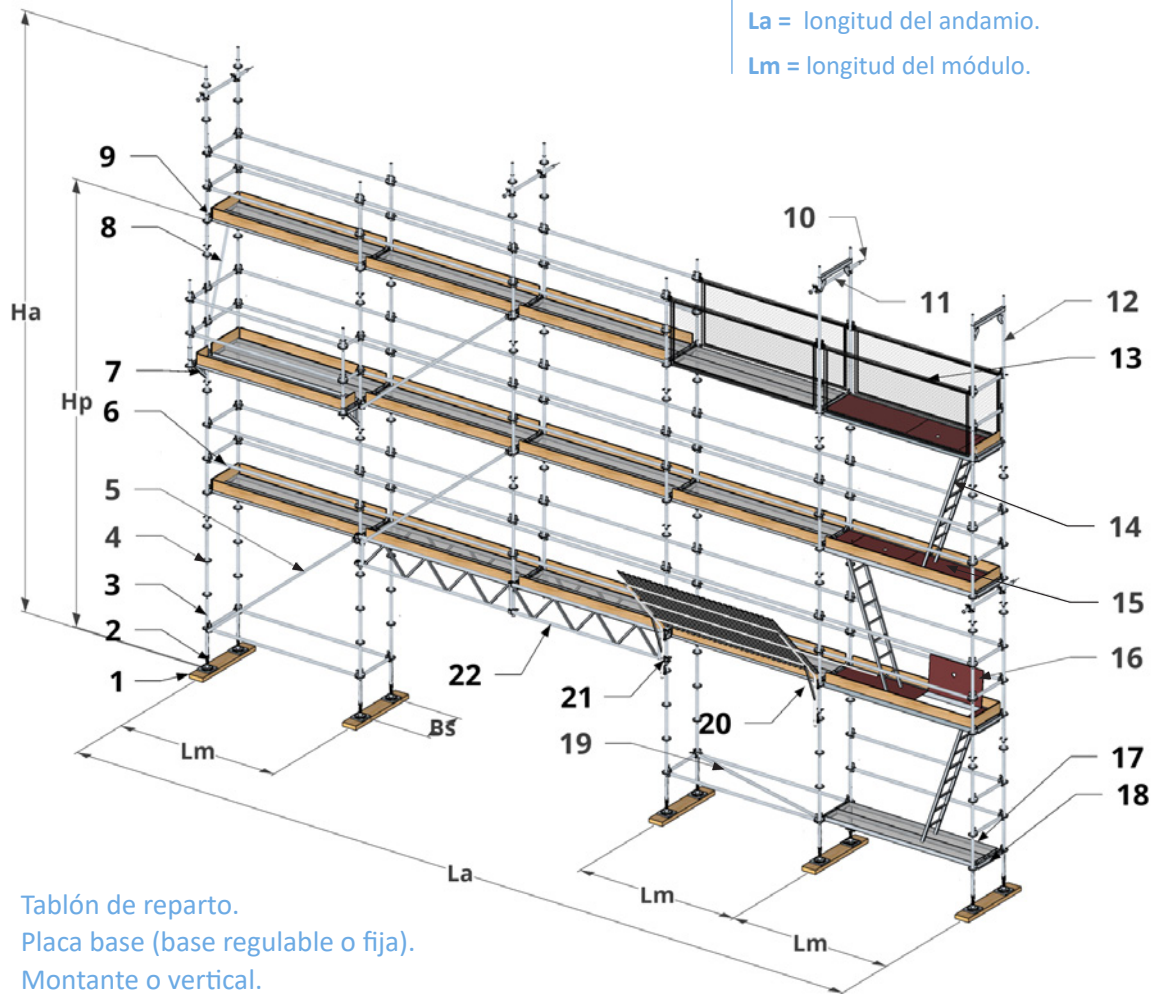 La = longitud del andamio.
Lm = longitud del módulo.
Ha
Hp
9
8
7
6
5
4
3
2
1
10
11
12
13
14
15
16
17
18
22
21
20
19
Bs
Lm
La
Lm
Lm
Tablón de reparto.
Placa base (base regulable o fija).
Montante o vertical.